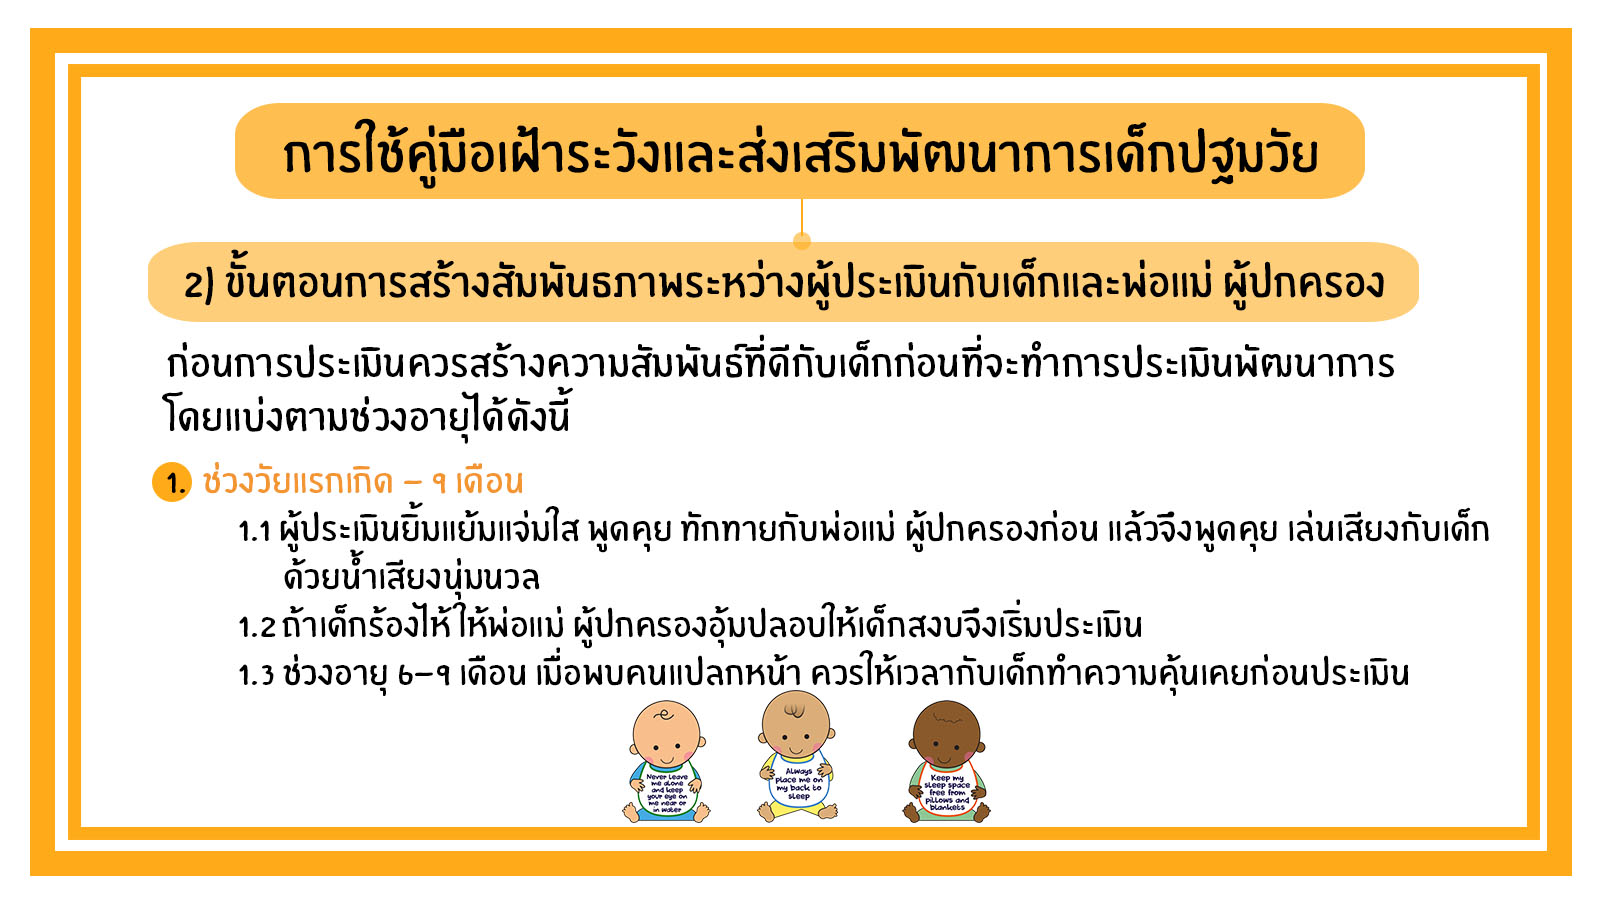 การใช้คู่มือเฝ้าระวังและส่งเสริมพัฒนาการเด็กปฐมวัย
2) ขั้นตอนการสร้างสัมพันธภาพระหว่างผู้ประเมินกับเด็กและพ่อแม่ ผู้ปกครอง
ก่อนการประเมินควรสร้างความสัมพันธ์ที่ดีกับเด็กก่อนที่จะทำการประเมินพัฒนาการ
โดยแบ่งตามช่วงอายุได้ดังนี้
1. ช่วงวัยแรกเกิด – 9 เดือน
1.1 ผู้ประเมินยิ้มแย้มแจ่มใส พูดคุย ทักทายกับพ่อแม่ ผู้ปกครองก่อน แล้วจึงพูดคุย เล่นเสียงกับเด็ก
ด้วยน้ำเสียงนุ่มนวล
1.2 ถ้าเด็กร้องไห้ ให้พ่อแม่ ผู้ปกครองอุ้มปลอบให้เด็กสงบจึงเริ่มประเมิน
1.3 ช่วงอายุ 6–9 เดือน เมื่อพบคนแปลกหน้า ควรให้เวลากับเด็กทำความคุ้นเคยก่อนประเมิน
Never leave
me alone
and keep
your eye on
me near or
in water
Always
place me on
my back to
sleep
Keep my
sleep space
free from
pillows and
blankets